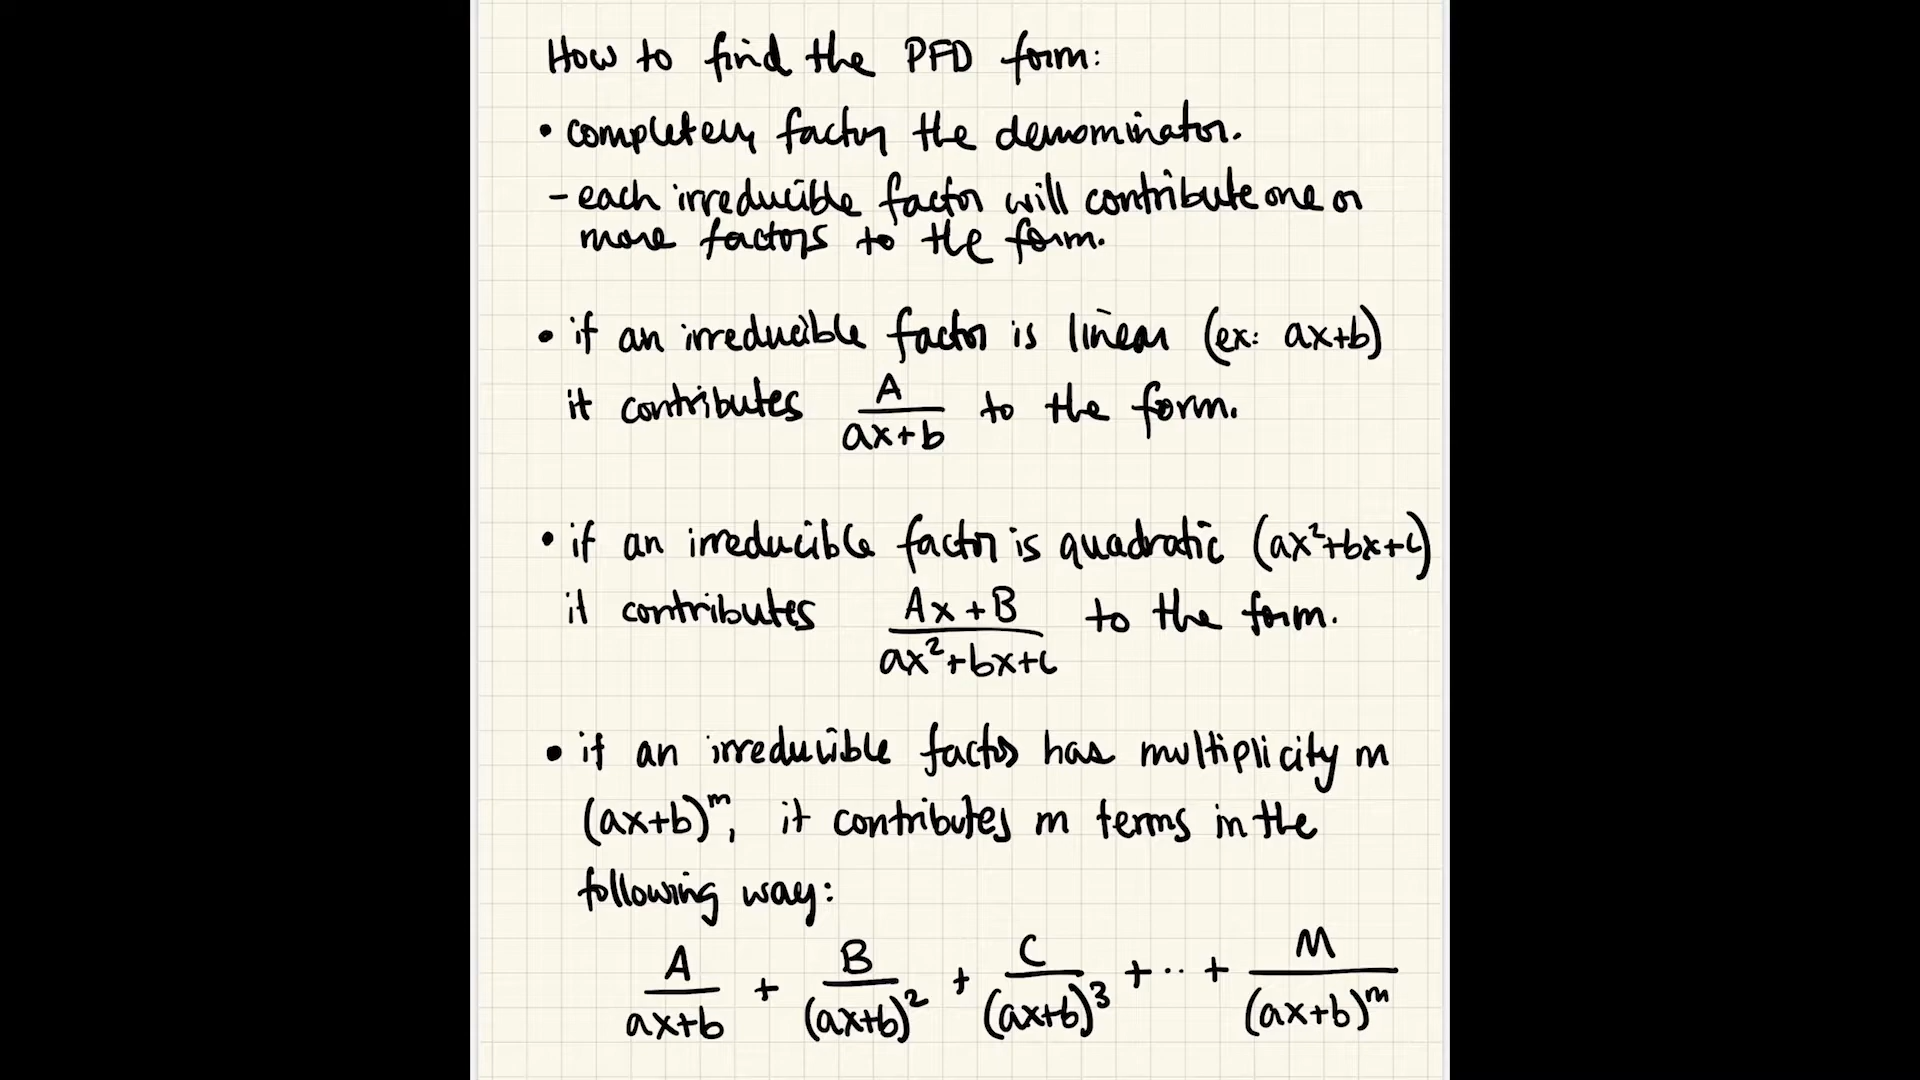 How to find the PFD form:
• completely factor the denominator.
- each irreducible factor will contribute one or
more factors to the form.
• if an irreducible factor is linear (ex: ax+b)
it contributes A/(ax+b) to the form.
• if an irreducible factor is quadratic (ax²+bx+c)
it contributes (Ax+B)/(ax²+bx+c) to the form.
• if an irreducible factor has multiplicity m
(ax+b)^m, it contributes m terms in the
following way:
A/(ax+b) + B/(ax+b)² + C/(ax+b)³ + ·· + M/(ax+b)^m